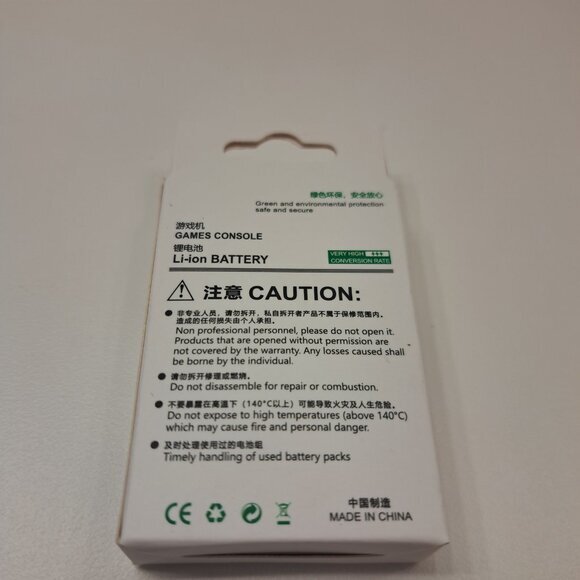 绿色环保，安全放心
Green and environmental protection
safe and secure
游戏机
GAMES CONSOLE
锂电池
Li-ion BATTERY
VERY HIGH +++
CONVERSION RATE
注意 CAUTION:
● 非专业人员，请勿拆开，私自拆开者产品不属于保修范围内。
造成的任何损失由个人承担。
Non professional personnel, please do not open it.
Products that are opened without permission are
not covered by the warranty. Any losses caused shall
be borne by the individual.
● 请勿拆开修理或燃烧。
Do not disassemble for repair or combustion.
● 不要暴露在高温下（140°C以上）可能导致火灾及人生危险。
Do not expose to high temperatures (above 140°C)
which may cause fire and personal danger.
● 及时处理使用过的电池组
Timely handling of used battery packs
CE
中国制造
MADE IN CHINA